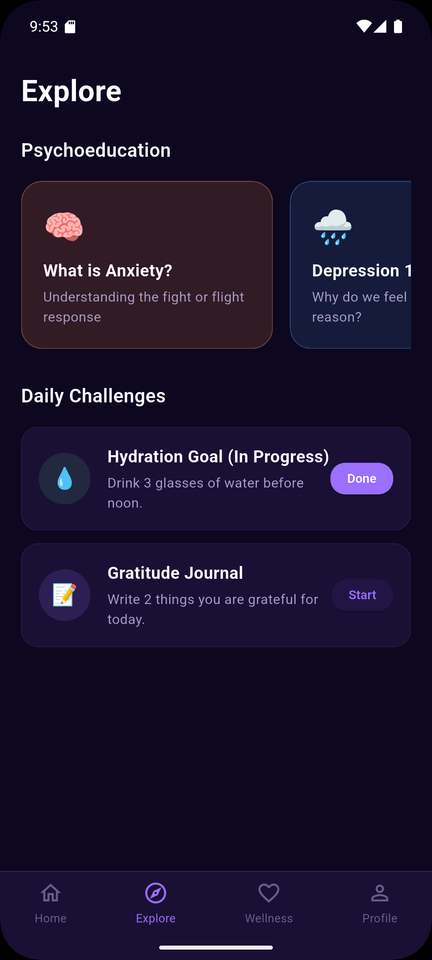 9:53
Explore
Psychoeducation
What is Anxiety?
Understanding the fight or flight
response
Depression 1
Why do we feel
reason?
Daily Challenges
Hydration Goal (In Progress)
Drink 3 glasses of water before
noon.
Done
Gratitude Journal
Write 2 things you are grateful for
today.
Start
Home
Explore
Wellness
Profile